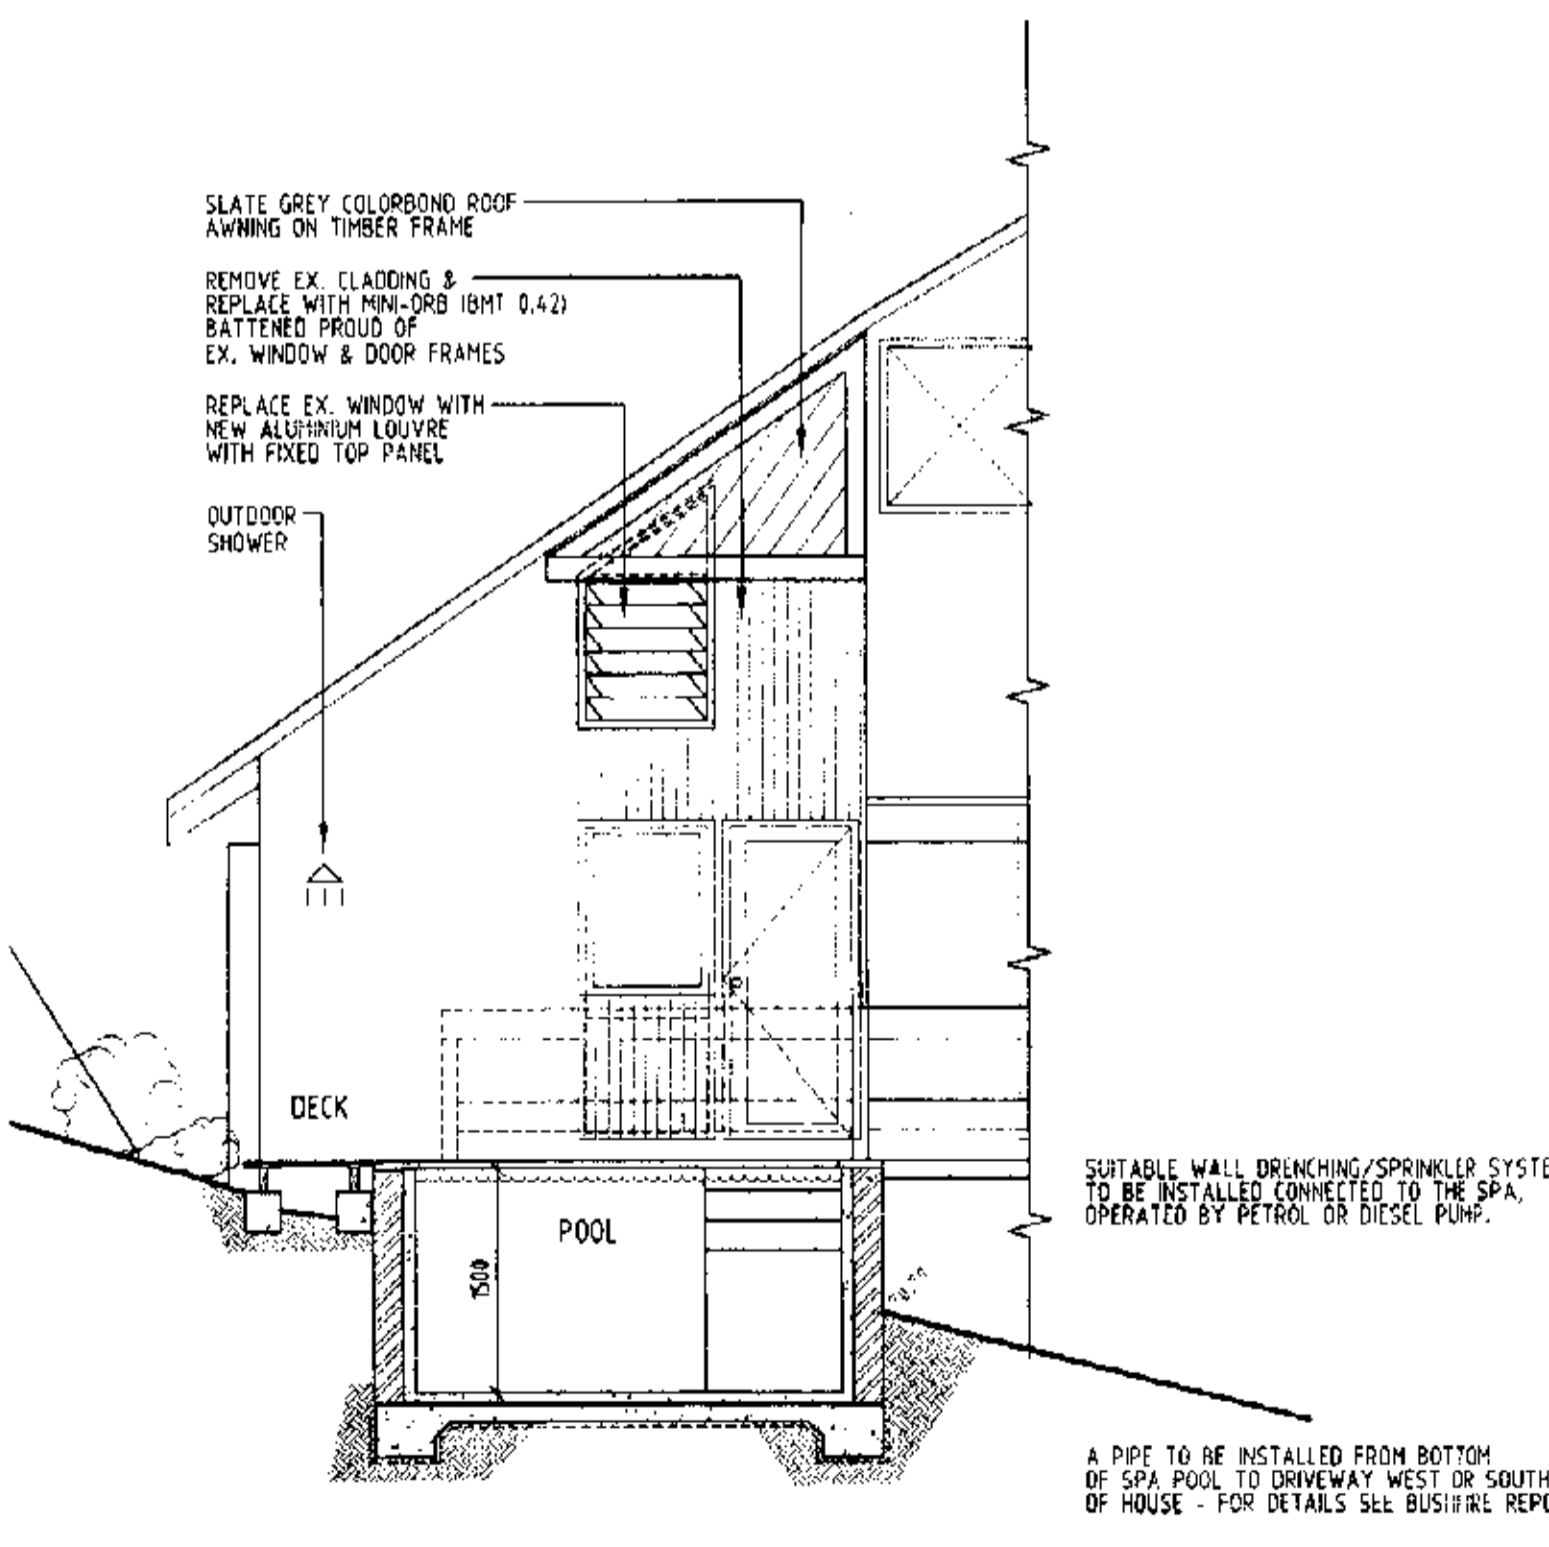 SLATE GREY COLORBOND ROOF
AWNING ON TIMBER FRAME
REMOVE EX. CLADDING &
REPLACE WITH MINI-ORB (BMT 0.42)
BATTENED PROUD OF
EX. WINDOW & DOOR FRAMES
REPLACE EX. WINDOW WITH
NEW ALUMINIUM LOUVRE
WITH FIXED TOP PANEL
OUTDOOR
SHOWER
DECK
POOL
1500
SUITABLE WALL DRENCHING/SPRINKLER SYSTE
TO BE INSTALLED CONNECTED TO THE SPA,
OPERATED BY PETROL OR DIESEL PUMP.
A PIPE TO BE INSTALLED FROM BOTTOM
OF SPA POOL TO DRIVEWAY WEST OR SOUTH
OF HOUSE - FOR DETAILS SEE BUSHFIRE REPO